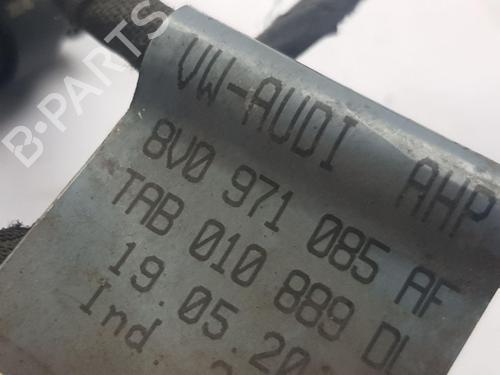 B-PARTS
VW-AUDI AHP
8V0 971 085 AF
TAB 010 889 DL
19.05.20
Ind.